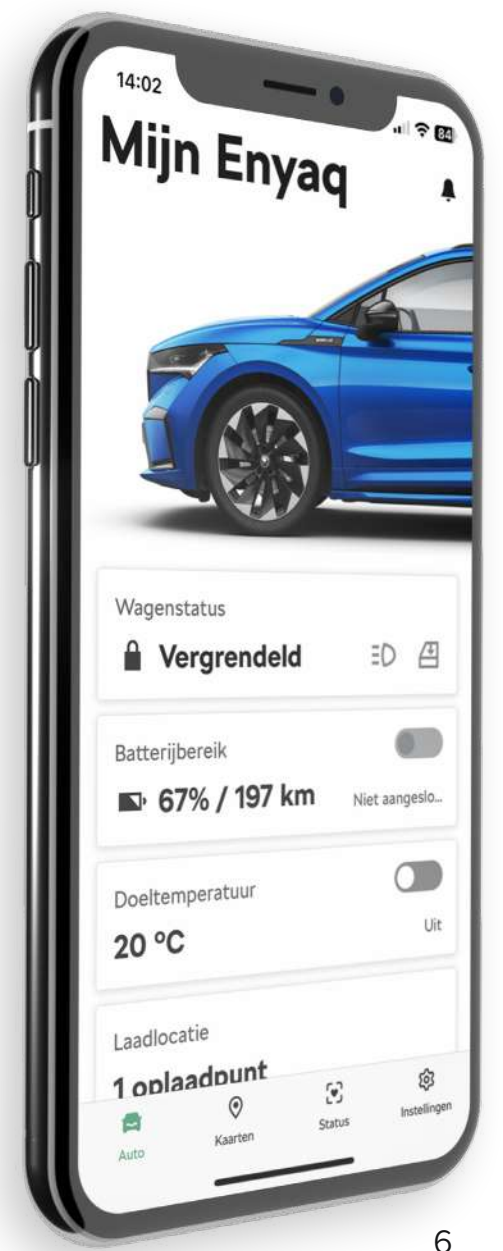 14:02
84
Mijn Enyaq
Wagenstatus
Vergrendeld
Batterijbereik
67% / 197 km
Niet aangeslo...
Doeltemperatuur
20 °C
Uit
Laadlocatie
1 oplaadpunt
Auto
Kaarten
Status
Instellingen
6